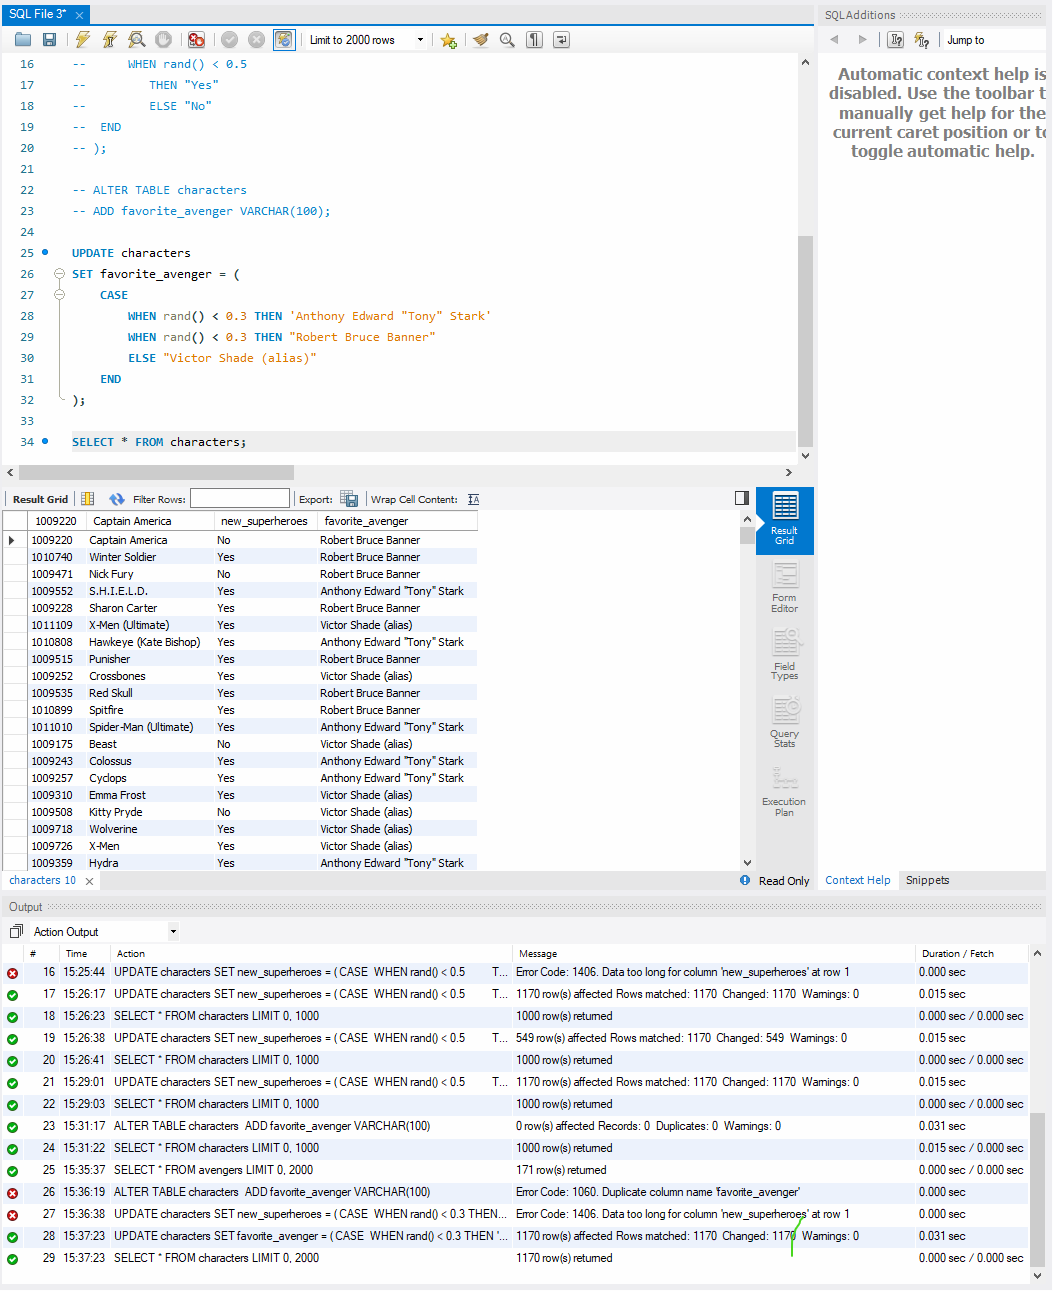 SQL File 3*
SQLAdditions
Limit to 2000 rows
Jump to
Automatic context help is
disabled. Use the toolbar t
manually get help for the
current caret position or to
toggle automatic help.
16 -- WHEN rand() < 0.5
17 -- THEN "Yes"
18 -- ELSE "No"
19 -- END
20 -- );
21
22 -- ALTER TABLE characters
23 -- ADD favorite_avenger VARCHAR(100);
24
25 UPDATE characters
26 SET favorite_avenger = (
27 CASE
28 WHEN rand() < 0.3 THEN 'Anthony Edward "Tony" Stark'
29 WHEN rand() < 0.3 THEN "Robert Bruce Banner"
30 ELSE "Victor Shade (alias)"
31 END
32 );
33
34 SELECT * FROM characters;
Result Grid Filter Rows: Export: Wrap Cell Content:
1009220 Captain America new_superheroes favorite_avenger
1009220 Captain America No Robert Bruce Banner
1010740 Winter Soldier Yes Robert Bruce Banner
1009471 Nick Fury No Robert Bruce Banner
1009552 S.H.I.E.L.D. Yes Anthony Edward "Tony" Stark
1009228 Sharon Carter Yes Robert Bruce Banner
1011109 X-Men (Ultimate) Yes Victor Shade (alias)
1010808 Hawkeye (Kate Bishop) Yes Anthony Edward "Tony" Stark
1009515 Punisher Yes Robert Bruce Banner
1009252 Crossbones Yes Victor Shade (alias)
1009535 Red Skull Yes Robert Bruce Banner
1010899 Spitfire Yes Robert Bruce Banner
1011010 Spider-Man (Ultimate) Yes Anthony Edward "Tony" Stark
1009175 Beast No Victor Shade (alias)
1009243 Colossus Yes Anthony Edward "Tony" Stark
1009257 Cyclops Yes Anthony Edward "Tony" Stark
1009310 Emma Frost Yes Victor Shade (alias)
1009508 Kitty Pryde No Victor Shade (alias)
1009718 Wolverine Yes Victor Shade (alias)
1009726 X-Men Yes Victor Shade (alias)
1009359 Hydra Yes Anthony Edward "Tony" Stark
Result
Grid
Form
Editor
Field
Types
Query
Stats
Execution
Plan
characters 10
Read Only
Context Help Snippets
Output
Action Output
# Time Action Message Duration / Fetch
16 15:25:44 UPDATE characters SET new_superheroes = ( CASE WHEN rand() < 0.5 T... Error Code: 1406. Data too long for column 'new_superheroes' at row 1 0.000 sec
17 15:26:17 UPDATE characters SET new_superheroes = ( CASE WHEN rand() < 0.5 T... 1170 row(s) affected Rows matched: 1170 Changed: 1170 Warnings: 0 0.015 sec
18 15:26:23 SELECT * FROM characters LIMIT 0, 1000 1000 row(s) returned 0.000 sec / 0.000 sec
19 15:26:38 UPDATE characters SET new_superheroes = ( CASE WHEN rand() < 0.5 T... 549 row(s) affected Rows matched: 1170 Changed: 549 Warnings: 0 0.015 sec
20 15:26:41 SELECT * FROM characters LIMIT 0, 1000 1000 row(s) returned 0.000 sec / 0.000 sec
21 15:29:01 UPDATE characters SET new_superheroes = ( CASE WHEN rand() < 0.5 T... 1170 row(s) affected Rows matched: 1170 Changed: 1170 Warnings: 0 0.015 sec
22 15:29:03 SELECT * FROM characters LIMIT 0, 1000 1000 row(s) returned 0.000 sec / 0.000 sec
23 15:31:17 ALTER TABLE characters ADD favorite_avenger VARCHAR(100) 0 row(s) affected Records: 0 Duplicates: 0 Warnings: 0 0.031 sec
24 15:31:22 SELECT * FROM characters LIMIT 0, 1000 1000 row(s) returned 0.015 sec / 0.000 sec
25 15:35:37 SELECT * FROM avengers LIMIT 0, 2000 171 row(s) returned 0.000 sec / 0.000 sec
26 15:36:19 ALTER TABLE characters ADD favorite_avenger VARCHAR(100) Error Code: 1060. Duplicate column name 'favorite_avenger' 0.000 sec
27 15:36:38 UPDATE characters SET new_superheroes = ( CASE WHEN rand() < 0.3 THEN... Error Code: 1406. Data too long for column 'new_superheroes' at row 1 0.000 sec
28 15:37:23 UPDATE characters SET favorite_avenger = ( CASE WHEN rand() < 0.3 THEN '... 1170 row(s) affected Rows matched: 1170 Changed: 1170 Warnings: 0 0.031 sec
29 15:37:23 SELECT * FROM characters LIMIT 0, 2000 1170 row(s) returned 0.000 sec / 0.000 sec